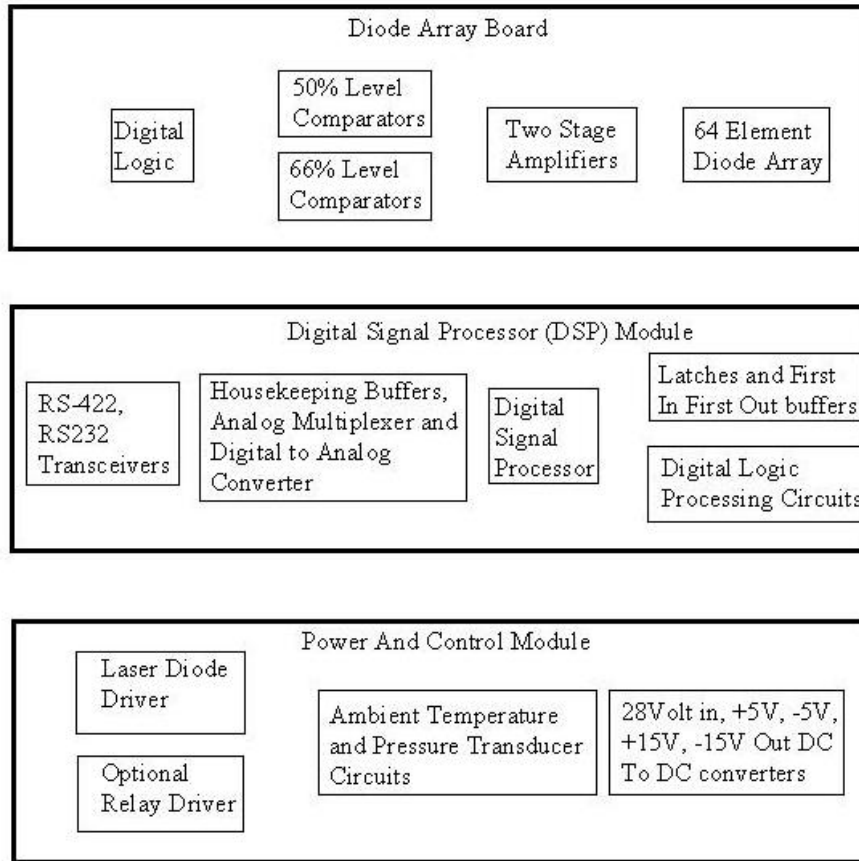 Diode Array Board
Digital
Logic
50% Level
Comparators
66% Level
Comparators
Two Stage
Amplifiers
64 Element
Diode Array
Digital Signal Processor (DSP) Module
RS-422,
RS232
Transceivers
Housekeeping Buffers,
Analog Multiplexer and
Digital to Analog
Converter
Digital
Signal
Processor
Latches and First
In First Out buffers
Digital Logic
Processing Circuits
Power And Control Module
Laser Diode
Driver
Optional
Relay Driver
Ambient Temperature
and Pressure Transducer
Circuits
28Volt in, +5V, -5V,
+15V, -15V Out DC
To DC converters